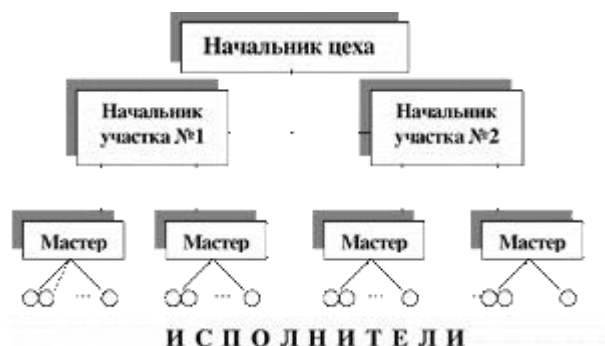 Начальник цеха
Начальник
участка №1
Начальник
участка №2
Мастер
Мастер
Мастер
Мастер
...
...
...
...
ИСПОЛНИТЕЛИ